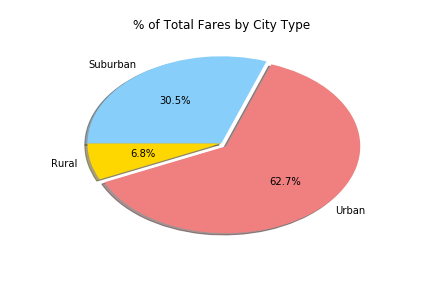 % of Total Fares by City Type
Suburban
30.5%
Rural
6.8%
62.7%
Urban